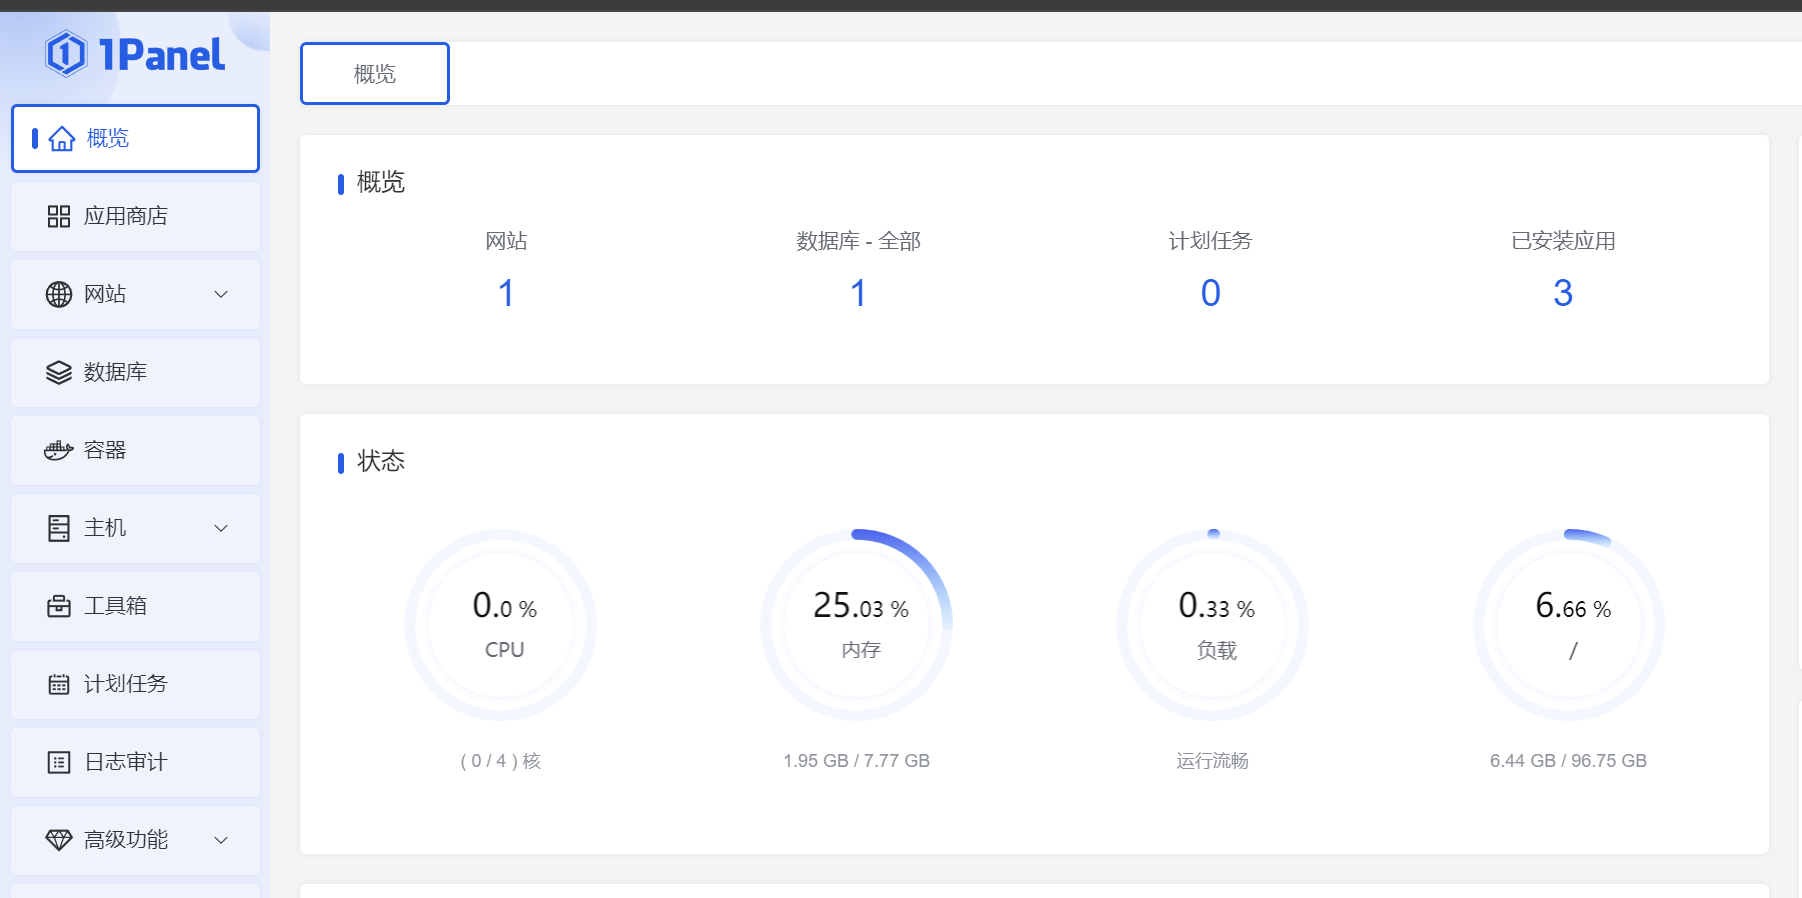 1Panel
概览
应用商店
网站
数据库
容器
主机
工具箱
计划任务
日志审计
高级功能
概览
概览
网站
数据库 - 全部
计划任务
已安装应用
1
1
0
3
状态
0.0 %
CPU
( 0 / 4 ) 核
25.03 %
内存
1.95 GB / 7.77 GB
0.33 %
负载
运行流畅
6.66 %
/
6.44 GB / 96.75 GB